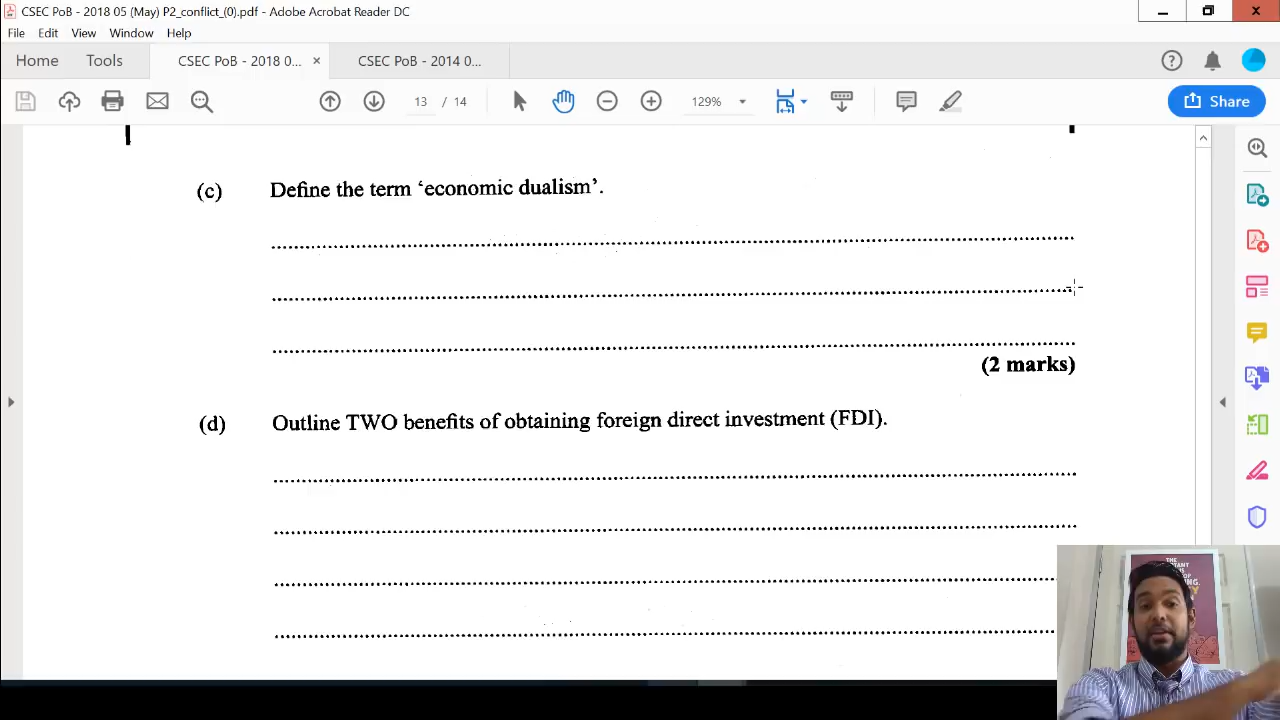 CSEC PoB - 2018 05 (May) P2_conflict_(0).pdf - Adobe Acrobat Reader DC
File Edit View Window Help
Home Tools CSEC PoB - 2018 0... × CSEC PoB - 2014 0...
13 / 14 129% Share
(c) Define the term ‘economic dualism’.
(2 marks)
(d) Outline TWO benefits of obtaining foreign direct investment (FDI).
THE